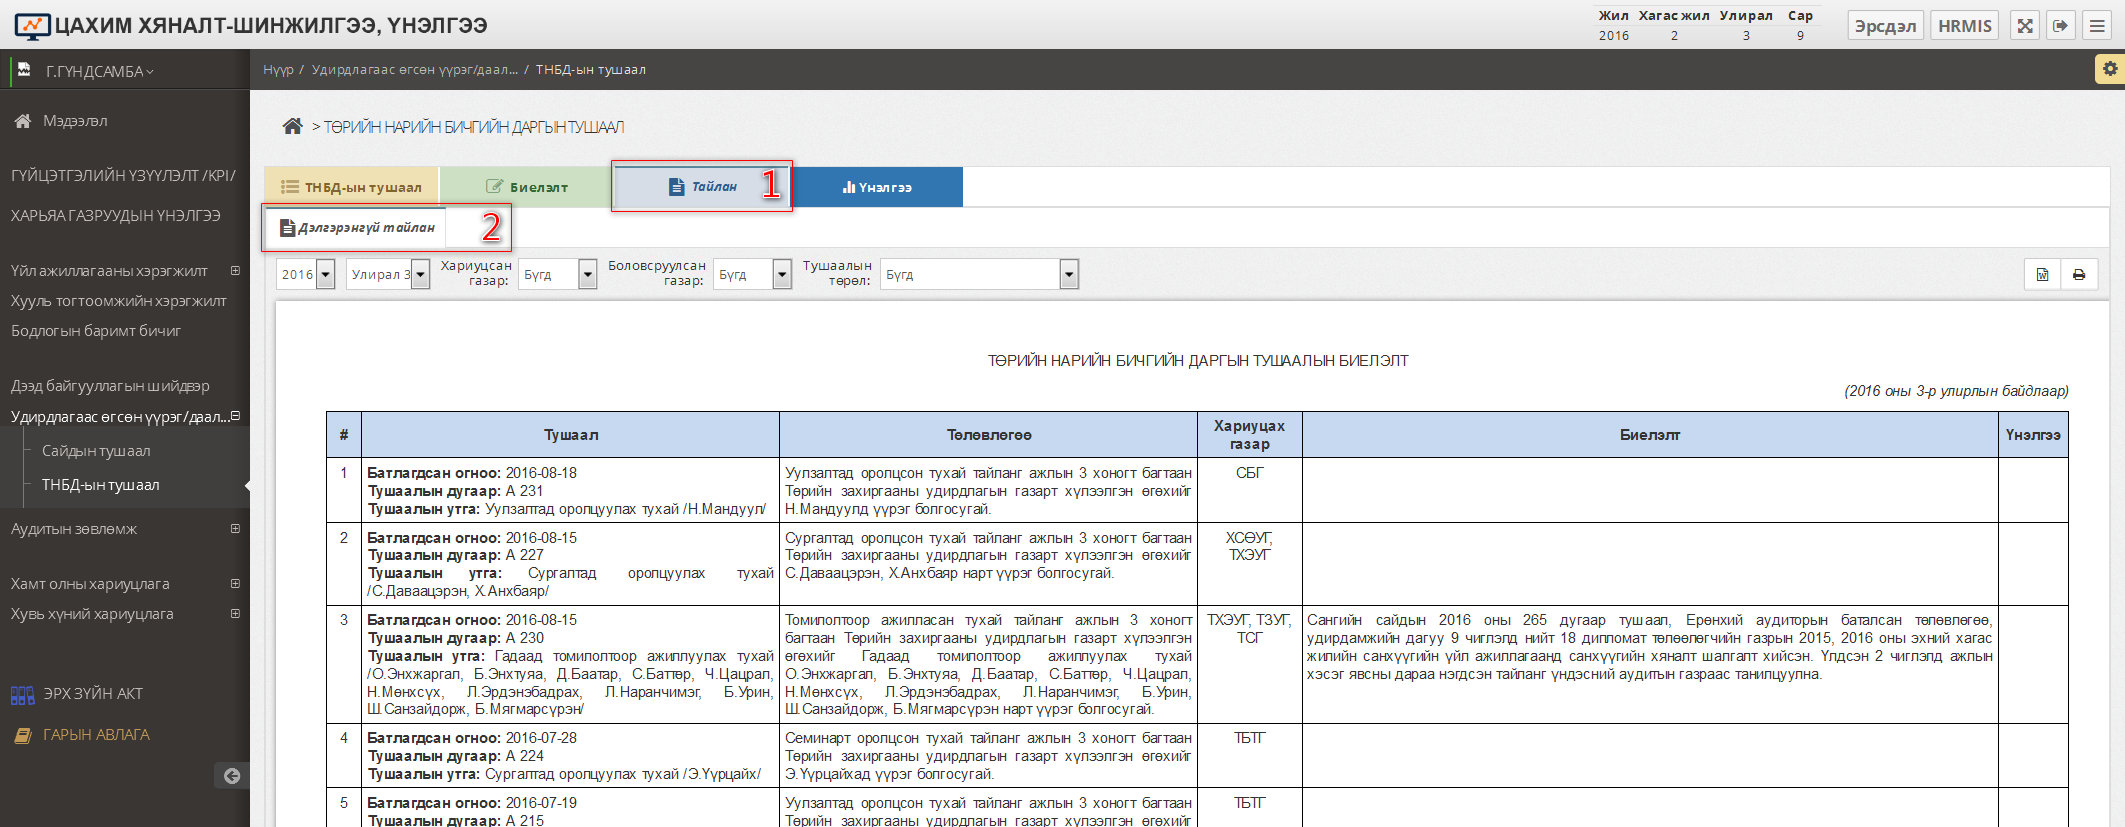 ЦАХИМ ХЯНАЛТ-ШИНЖИЛГЭЭ, ҮНЭЛГЭЭ
Жил Хагас жил Улирал Сар
2016 2 3 9
Эрсдэл HRMIS
Г.ГҮНДСАМБА
Нүүр / Удирдлагаас өгсөн үүрэг/даал... / ТНБД-ын тушаал
Мэдээлэл
ГҮЙЦЭТГЭЛИЙН ҮЗҮҮЛЭЛТ /KPI/
ХАРЬЯА ГАЗРУУДЫН ҮНЭЛГЭЭ
Үйл ажиллагааны хэрэгжилт
Хууль тогтоомжийн хэрэгжилт
Бодлогын баримт бичиг
Дээд байгууллагын шийдвэр
Удирдлагаас өгсөн үүрэг/даал...
Сайдын тушаал
ТНБД-ын тушаал
Аудитын зөвлөмж
Хамт олны хариуцлага
Хувь хүний хариуцлага
ЭРХ ЗҮЙН АКТ
ГАРЫН АВЛАГА
> ТӨРИЙН НАРИЙН БИЧГИЙН ДАРГЫН ТУШААЛ
ТНБД-ын тушаал Биелэлт Тайлан 1 Үнэлгээ
Дэлгэрэнгүй тайлан 2
2016 Улирал 3 Хариуцсан газар: Бүгд Боловсруулсан газар: Бүгд Тушаалын төрөл: Бүгд
ТӨРИЙН НАРИЙН БИЧГИЙН ДАРГЫН ТУШААЛЫН БИЕЛЭЛТ
(2016 оны 3-р улирлын байдлаар)
# Тушаал Төлөвлөгөө Хариуцах газар Биелэлт Үнэлгээ
1
Батлагдсан огноо: 2016-08-18
Тушаалын дугаар: А 231
Тушаалын утга: Уулзалтад оролцуулах тухай /Н.Мандуул/
Уулзалтад оролцсон тухай тайланг ажлын 3 хоногт багтаан
Төрийн захиргааны удирдлагын газарт хүлээлгэн өгөхийг
Н.Мандуулд үүрэг болгосугай.
СБГ
2
Батлагдсан огноо: 2016-08-15
Тушаалын дугаар: А 227
Тушаалын утга: Сургалтад оролцуулах тухай
/С.Даваацэрэн, Х.Анхбаяр/
Сургалтад оролцсон тухай тайланг ажлын 3 хоногт багтаан
Төрийн захиргааны удирдлагын газарт хүлээлгэн өгөхийг
С.Даваацэрэн, Х.Анхбаяр нарт үүрэг болгосугай.
ХСӨУГ,
ТХЭУГ
3
Батлагдсан огноо: 2016-08-15
Тушаалын дугаар: А 230
Тушаалын утга: Гадаад томилолтоор ажиллуулах тухай
/О.Энхжаргал, Б.Энхтуяа, Д.Баатар, С.Баттөр, Ч.Цацрал,
Н.Мөнхсүх, Л.Эрдэнэбадрах, Л.Наранчимэг, Б.Урин,
Ш.Санзайдорж, Б.Мягмарсүрэн/
Томилолтоор ажилласан тухай тайланг ажлын 3 хоногт
багтаан Төрийн захиргааны удирдлагын газарт хүлээлгэн
өгөхийг Гадаад томилолтоор ажиллуулах тухай
О.Энхжаргал, Б.Энхтуяа, Д.Баатар, С.Баттөр, Ч.Цацрал,
Н.Мөнхсүх, Л.Эрдэнэбадрах, Л.Наранчимэг, Б.Урин,
Ш.Санзайдорж, Б.Мягмарсүрэн нарт үүрэг болгосугай.
ТХЭУГ, ТЗУГ,
ТСГ
Сангийн сайдын 2016 оны 265 дугаар тушаал, Ерөнхий аудиторын баталсан төлөвлөгөө,
удирдамжийн дагуу 9 чиглэлд нийт 18 дипломат төлөөлөгчийн газрын 2015, 2016 оны эхний хагас
жилийн санхүүгийн үйл ажиллагаанд санхүүгийн хяналт шалгалт хийсэн. Үлдсэн 2 чиглэлд ажлын
хэсэг явсны дараа нэгдсэн тайланг үндэсний аудитын газраас танилцуулна.
4
Батлагдсан огноо: 2016-07-28
Тушаалын дугаар: А 224
Тушаалын утга: Сургалтад оролцуулах тухай /Э.Үүрцайх/
Семинарт оролцсон тухай тайланг ажлын 3 хоногт багтаан
Төрийн захиргааны удирдлагын газарт хүлээлгэн өгөхийг
Э.Үүрцайхад үүрэг болгосугай.
ТБТГ
5
Батлагдсан огноо: 2016-07-19
Тушаалын дугаар: А 215
Уулзалтад оролцсон тухай тайланг ажлын 3 хоногт багтаан
Төрийн захиргааны удирдлагын газарт хүлээлгэн өгөхийг
ТБТГ